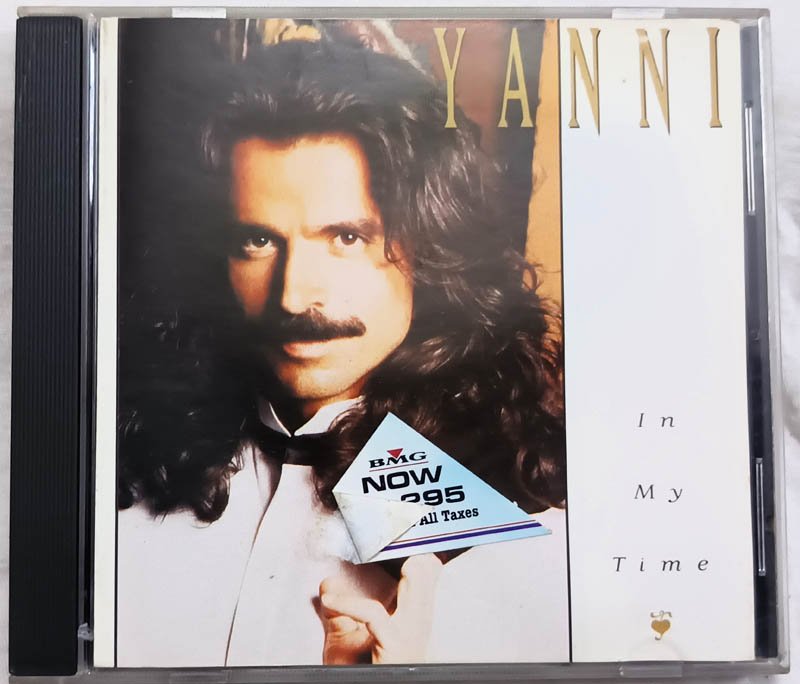 YANNI
In
My
Time
BMG
NOW
295
All Taxes